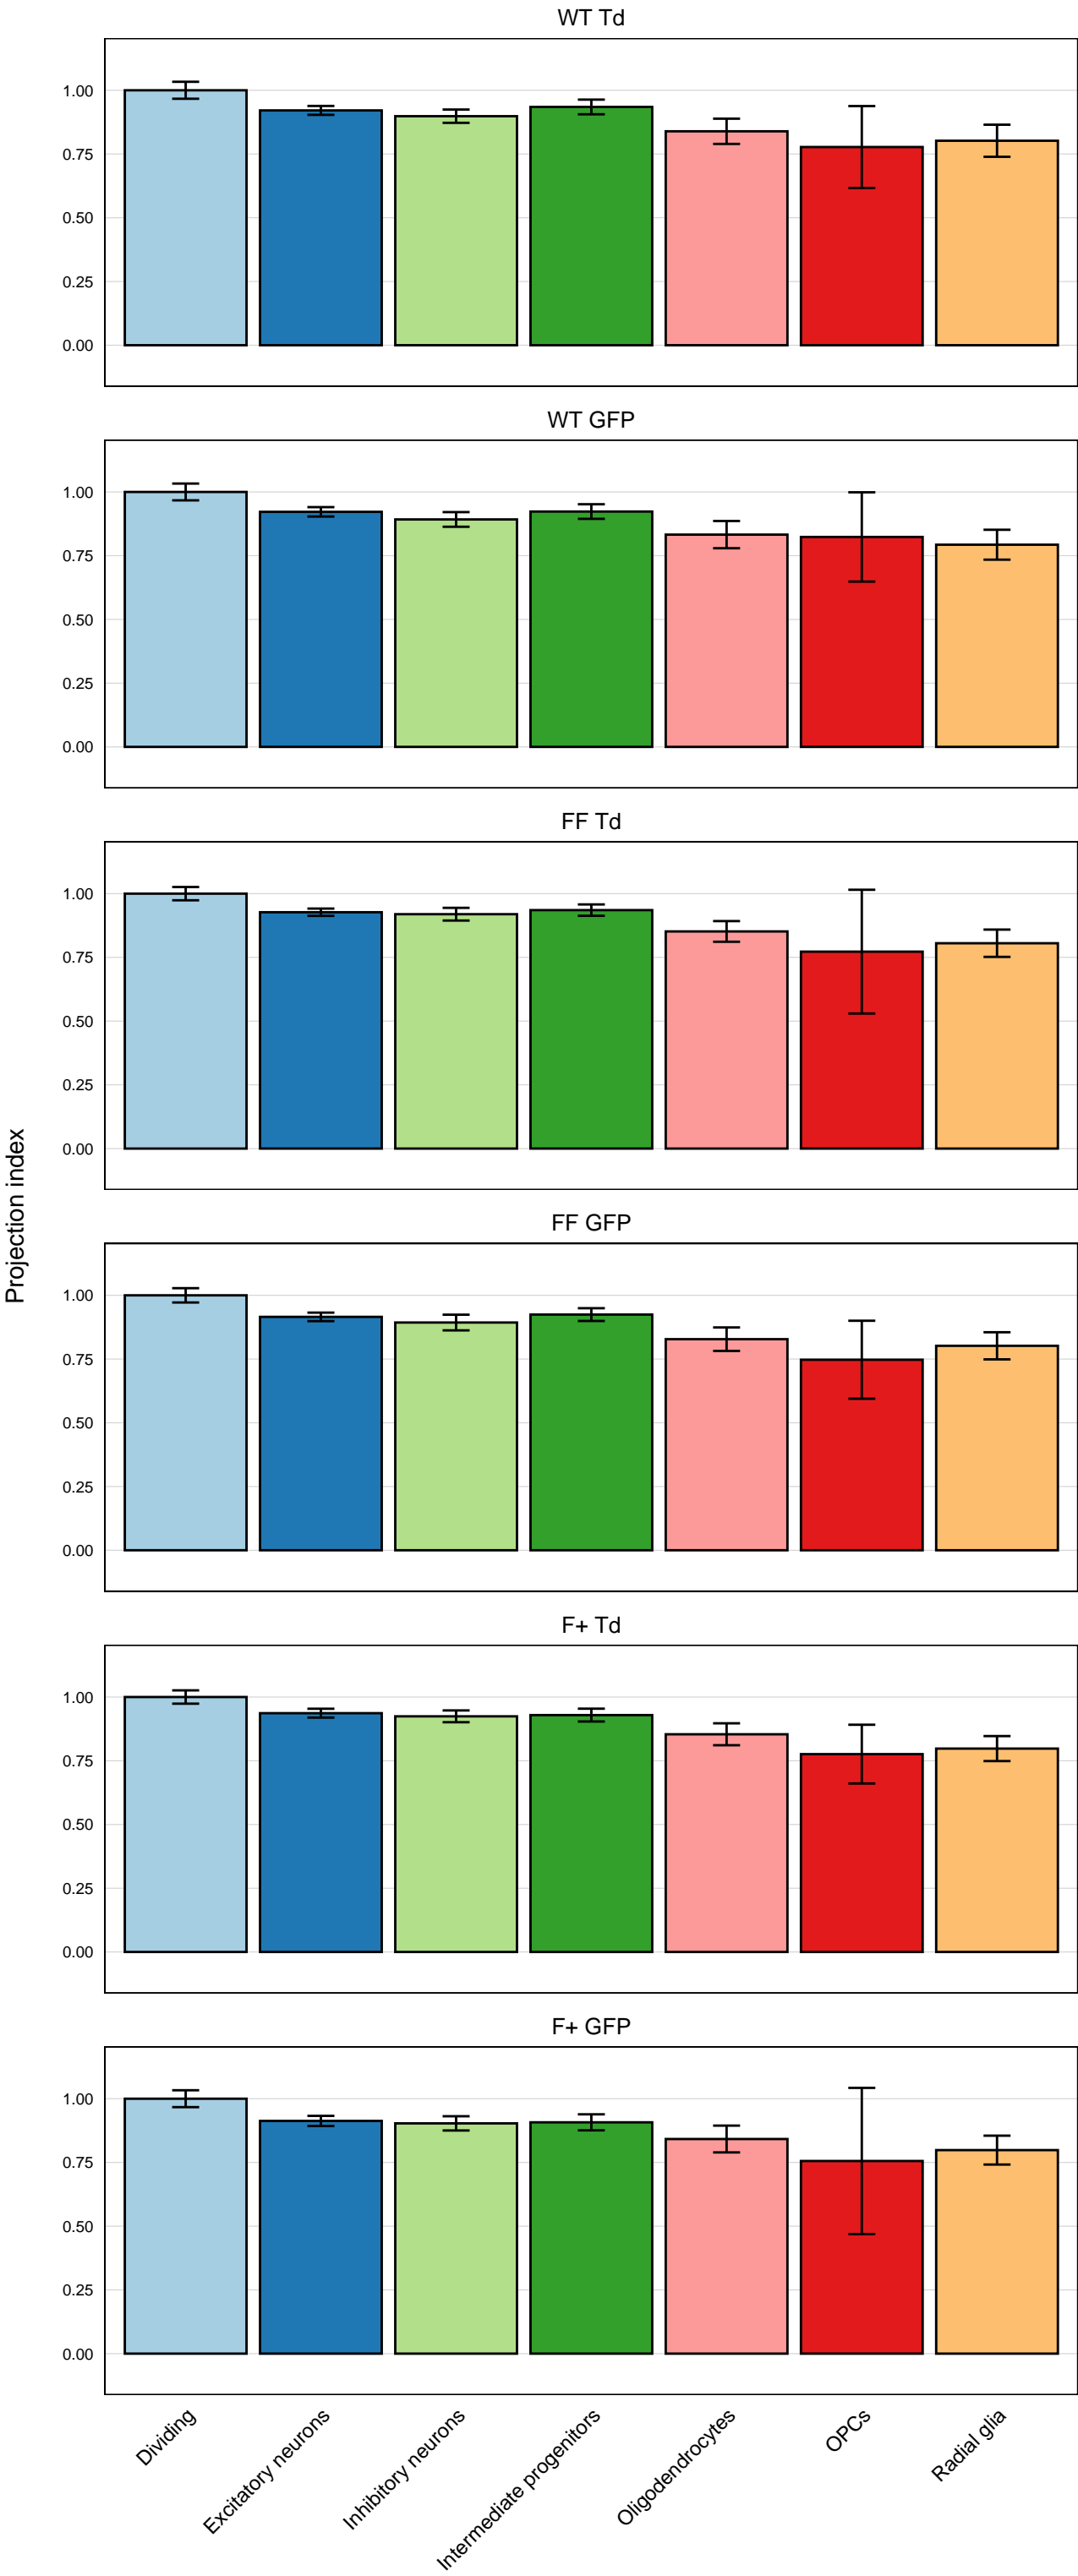 WT Td
1.00
0.75
0.50
0.25
0.00
WT GFP
1.00
0.75
0.50
0.25
0.00
FF Td
1.00
0.75
0.50
0.25
0.00
Projection index
FF GFP
1.00
0.75
0.50
0.25
0.00
F+ Td
1.00
0.75
0.50
0.25
0.00
F+ GFP
1.00
0.75
0.50
0.25
0.00
Dividing
Excitatory neurons
Inhibitory neurons
Intermediate progenitors
Oligodendrocytes
OPCs
Radial glia